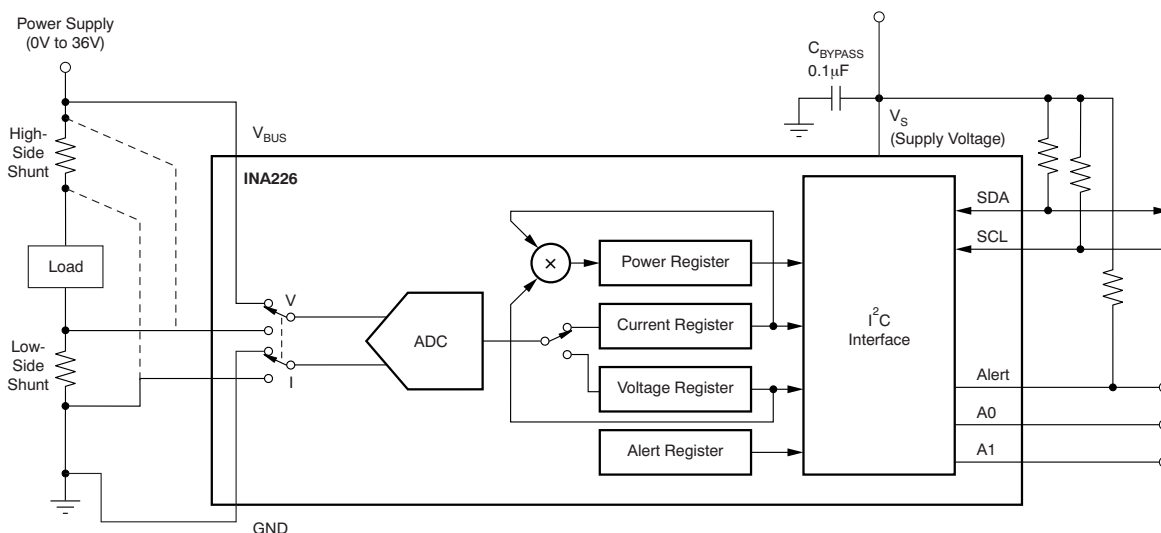 Power Supply
(0V to 36V)
C_BYPASS
0.1μF
High-
Side
Shunt
V_BUS
V_S
(Supply Voltage)
INA226
SDA
SCL
Load
Power Register
V
ADC
Current Register
I²C
Interface
Low-
Side
Shunt
I
Voltage Register
Alert
A0
Alert Register
A1
GND
×